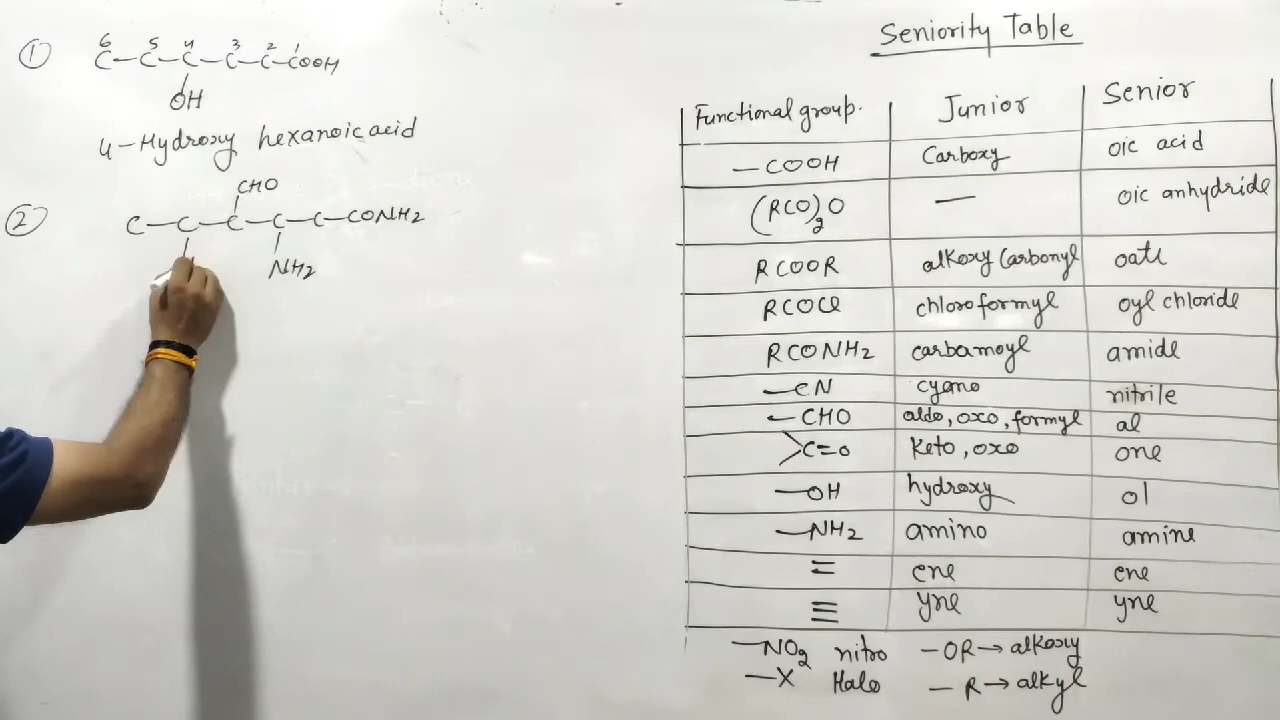 Seniority Table
① 6 5 4 3 2 1
C-C-C-C-C-COOH
OH
4-Hydroxy hexanoic acid
② CHO
C-C-C-C-C-CONH2
NH2
Functional group. Junior Senior
-COOH Carboxy oic acid
(RCO)2O - oic anhydride
RCOOR alkoxy Carbonyl oate
RCOCl chloroformyl oyl chloride
RCONH2 carbamoyl amide
-CN cyano nitrile
-CHO aldo, oxo, formyl al
>C=O Keto, oxo one
-OH hydroxy ol
-NH2 amino amine
= ene ene
≡ yne yne
-NO2 nitro -OR→alkoxy
-X Halo -R→alkyl